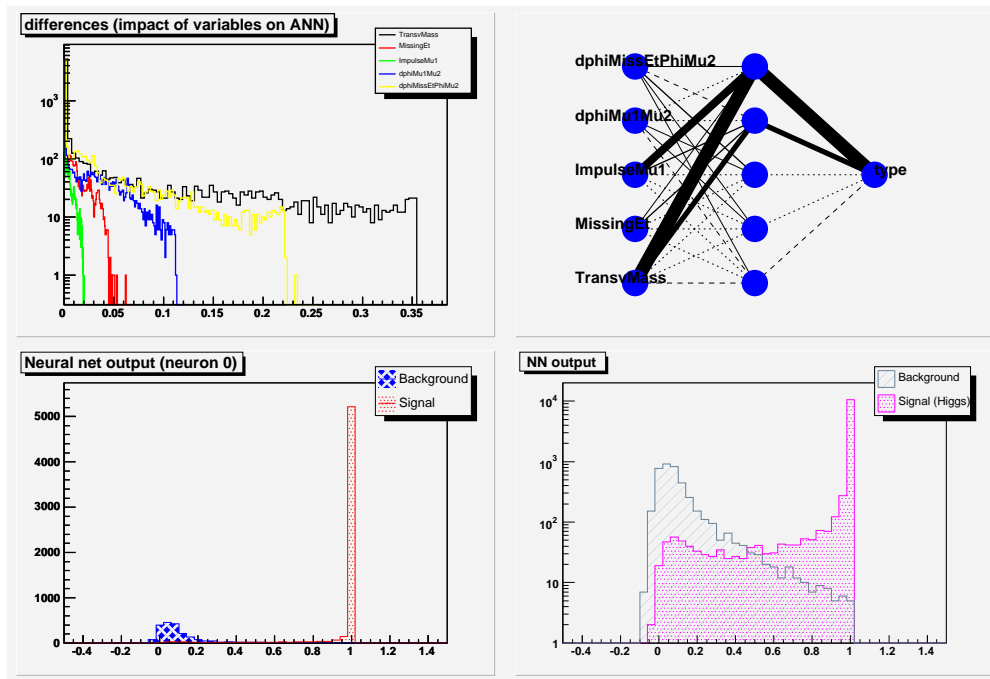 differences (impact of variables on ANN)
TransvMass
MissingEt
ImpulseMu1
dphiMu1Mu2
dphiMissEtPhiMu2
10³
10²
10
1
0 0.05 0.1 0.15 0.2 0.25 0.3 0.35
dphiMissEtPhiMu2
dphiMu1Mu2
ImpulseMu1
MissingEt
TransvMass
type
Neural net output (neuron 0)
Background
Signal
5000
4000
3000
2000
1000
0
-0.4 -0.2 0 0.2 0.4 0.6 0.8 1 1.2 1.4
NN output
Background
Signal (Higgs)
10⁴
10³
10²
10
1
-0.4 -0.2 0 0.2 0.4 0.6 0.8 1 1.2 1.4